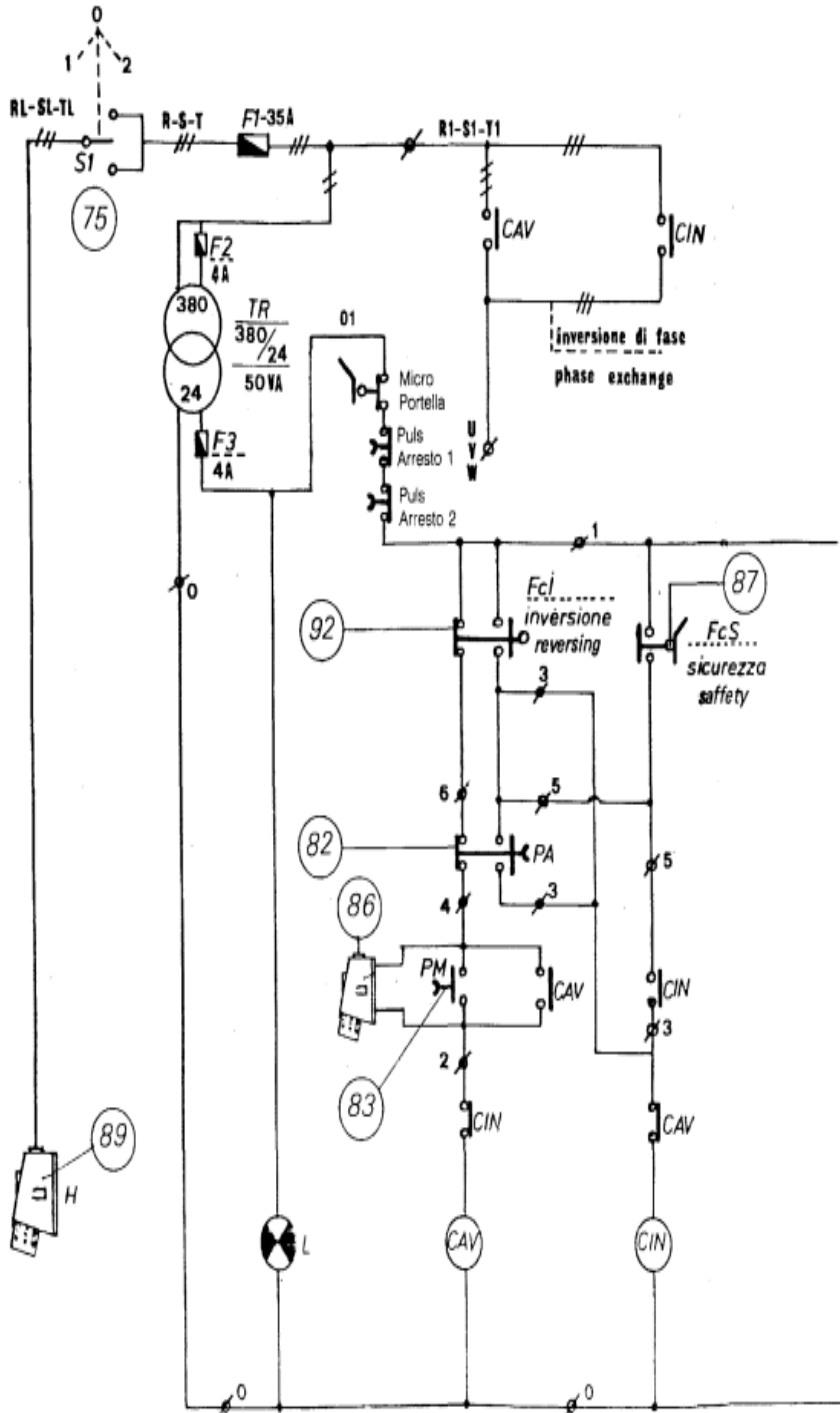 0
1 2
RL-SL-TL
S1
R-S-T
F1-35A
R1-S1-T1
75
F2
4A
CAV
CIN
380
24
TR
380/24
50VA
01
inversione di fase
phase exchange
Micro
Portella
F3
4A
Puls
Arresto 1
U
V
W
Puls
Arresto 2
1
0
87
92
FcI
inversione
reversing
FcS
sicurezza
saffety
3
6
5
82
PA
5
4
3
86
PM
CAV
CIN
3
2
83
CIN
CAV
89
H
L
CAV
CIN
0
0